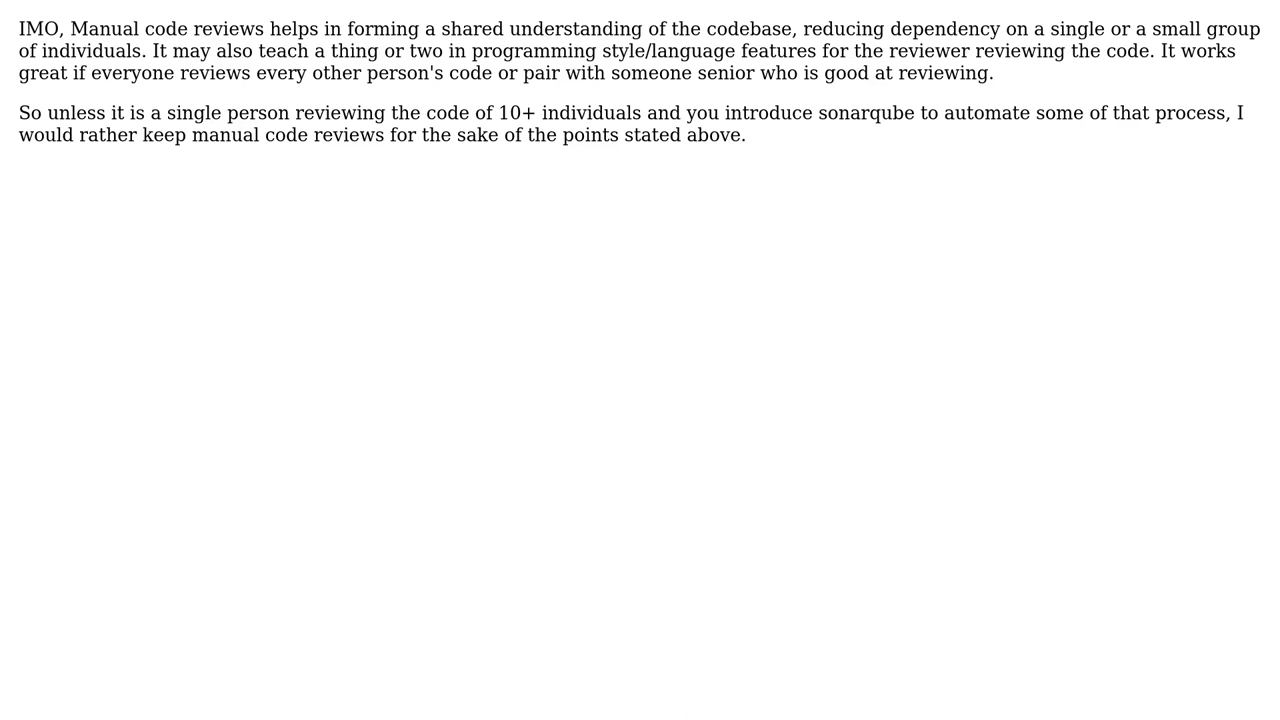 IMO, Manual code reviews helps in forming a shared understanding of the codebase, reducing dependency on a single or a small group
of individuals. It may also teach a thing or two in programming style/language features for the reviewer reviewing the code. It works
great if everyone reviews every other person's code or pair with someone senior who is good at reviewing.
So unless it is a single person reviewing the code of 10+ individuals and you introduce sonarqube to automate some of that process, I
would rather keep manual code reviews for the sake of the points stated above.